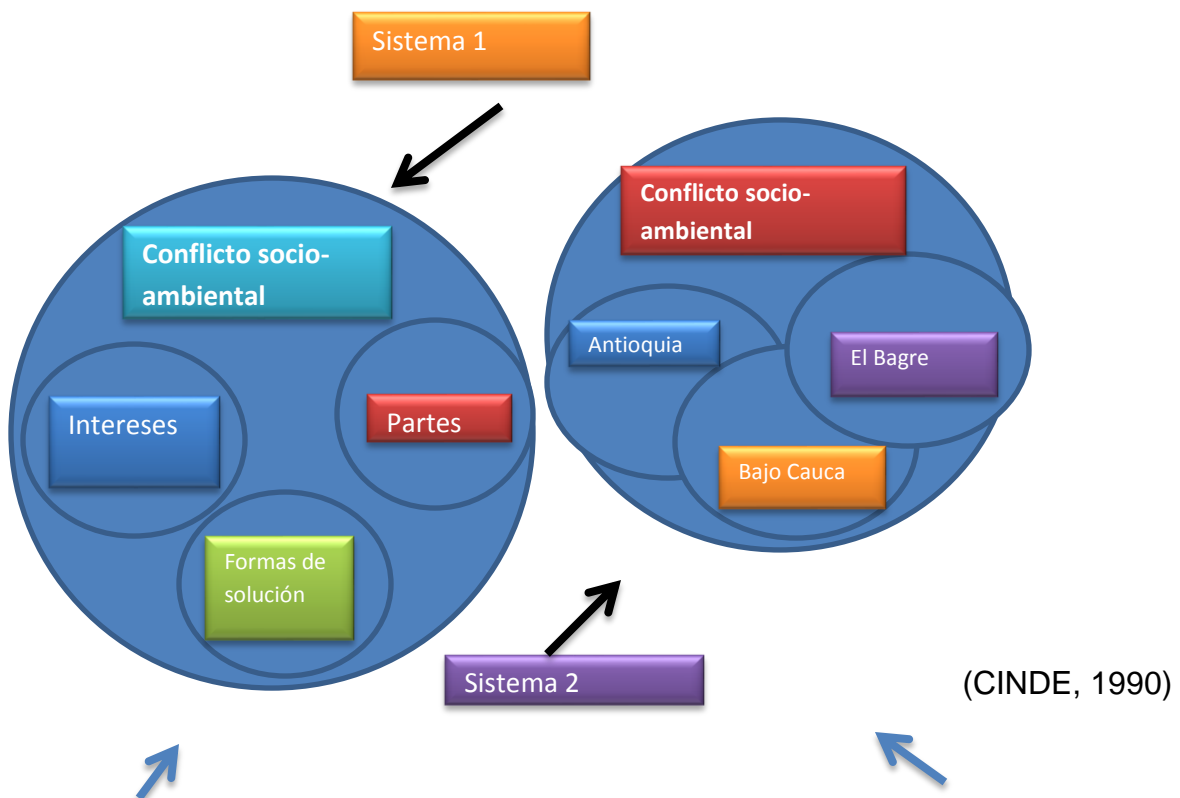 Sistema 1
Conflicto socio-
ambiental
Intereses
Partes
Formas de
solución
Conflicto socio-
ambiental
Antioquia
El Bagre
Bajo Cauca
Sistema 2
(CINDE, 1990)